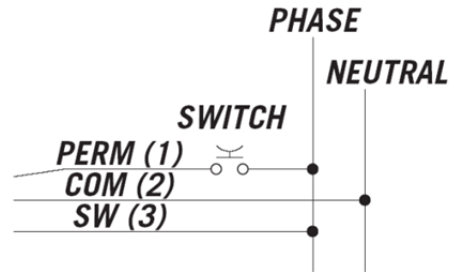 PHASE
NEUTRAL
SWITCH
PERM (1)
COM (2)
SW (3)